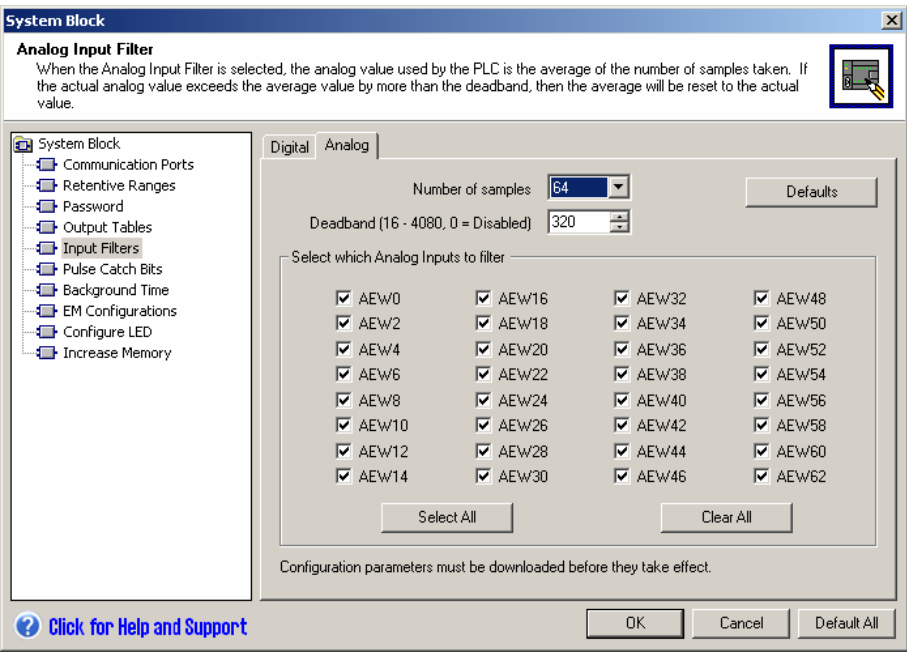 System Block
Analog Input Filter
When the Analog Input Filter is selected, the analog value used by the PLC is the average of the number of samples taken. If
the actual analog value exceeds the average value by more than the deadband, then the average will be reset to the actual
value.
System Block
Communication Ports
Retentive Ranges
Password
Output Tables
Input Filters
Pulse Catch Bits
Background Time
EM Configurations
Configure LED
Increase Memory
Digital Analog
Number of samples 64 Defaults
Deadband (16 - 4080, 0 = Disabled) 320
Select which Analog Inputs to filter
AEW0 AEW16 AEW32 AEW48
AEW2 AEW18 AEW34 AEW50
AEW4 AEW20 AEW36 AEW52
AEW6 AEW22 AEW38 AEW54
AEW8 AEW24 AEW40 AEW56
AEW10 AEW26 AEW42 AEW58
AEW12 AEW28 AEW44 AEW60
AEW14 AEW30 AEW46 AEW62
Select All Clear All
Configuration parameters must be downloaded before they take effect.
Click for Help and Support OK Cancel Default All